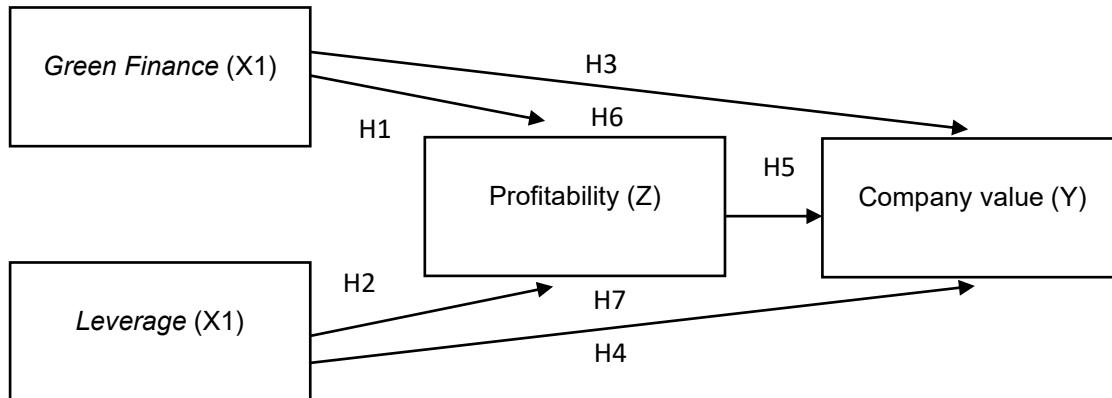 Green Finance (X1)
H3
H1
H6
Profitability (Z)
H5
Company value (Y)
Leverage (X1)
H2
H7
H4